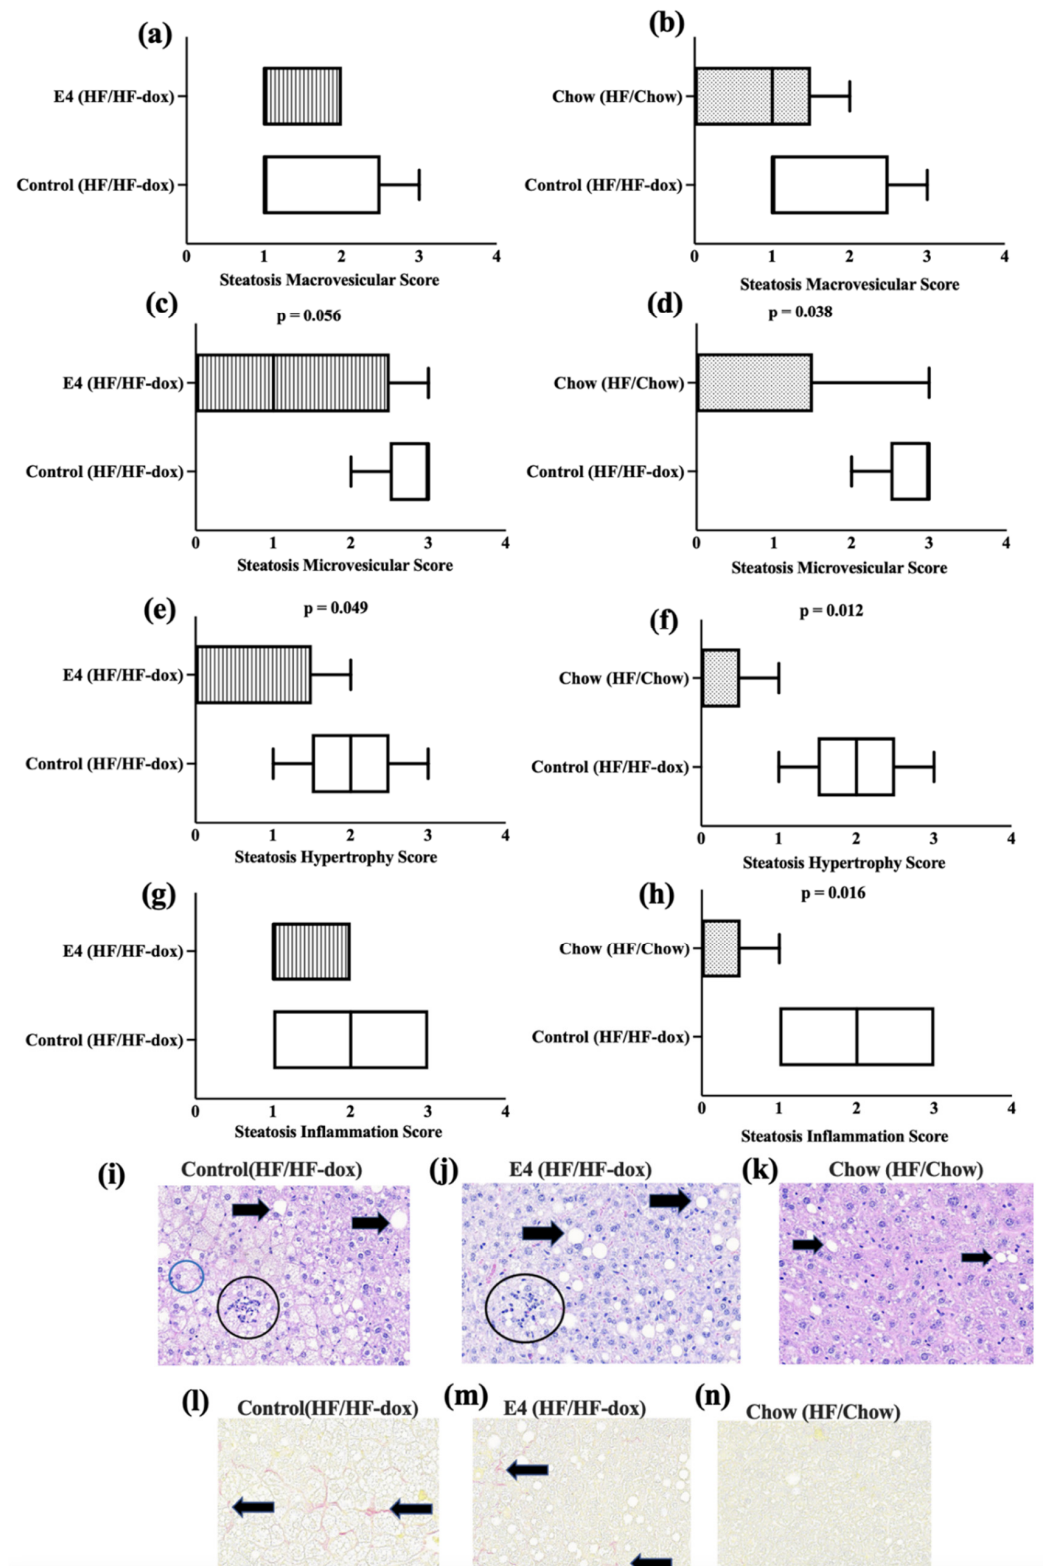 (a)
E4 (HF/HF-dox)
Control (HF/HF-dox)
0 1 2 3 4
Steatosis Macrovesicular Score
(b)
Chow (HF/Chow)
Control (HF/HF-dox)
0 1 2 3 4
Steatosis Macrovesicular Score
(c)
p = 0.056
E4 (HF/HF-dox)
Control (HF/HF-dox)
0 1 2 3 4
Steatosis Microvesicular Score
(d)
p = 0.038
Chow (HF/Chow)
Control (HF/HF-dox)
0 1 2 3 4
Steatosis Microvesicular Score
(e)
p = 0.049
E4 (HF/HF-dox)
Control (HF/HF-dox)
0 1 2 3 4
Steatosis Hypertrophy Score
(f)
p = 0.012
Chow (HF/Chow)
Control (HF/HF-dox)
0 1 2 3 4
Steatosis Hypertrophy Score
(g)
E4 (HF/HF-dox)
Control (HF/HF-dox)
0 1 2 3 4
Steatosis Inflammation Score
(h)
p = 0.016
Chow (HF/Chow)
Control (HF/HF-dox)
0 1 2 3 4
Steatosis Inflammation Score
(i) Control(HF/HF-dox)
(j) E4 (HF/HF-dox)
(k) Chow (HF/Chow)
(l) Control(HF/HF-dox)
(m) E4 (HF/HF-dox)
(n) Chow (HF/Chow)